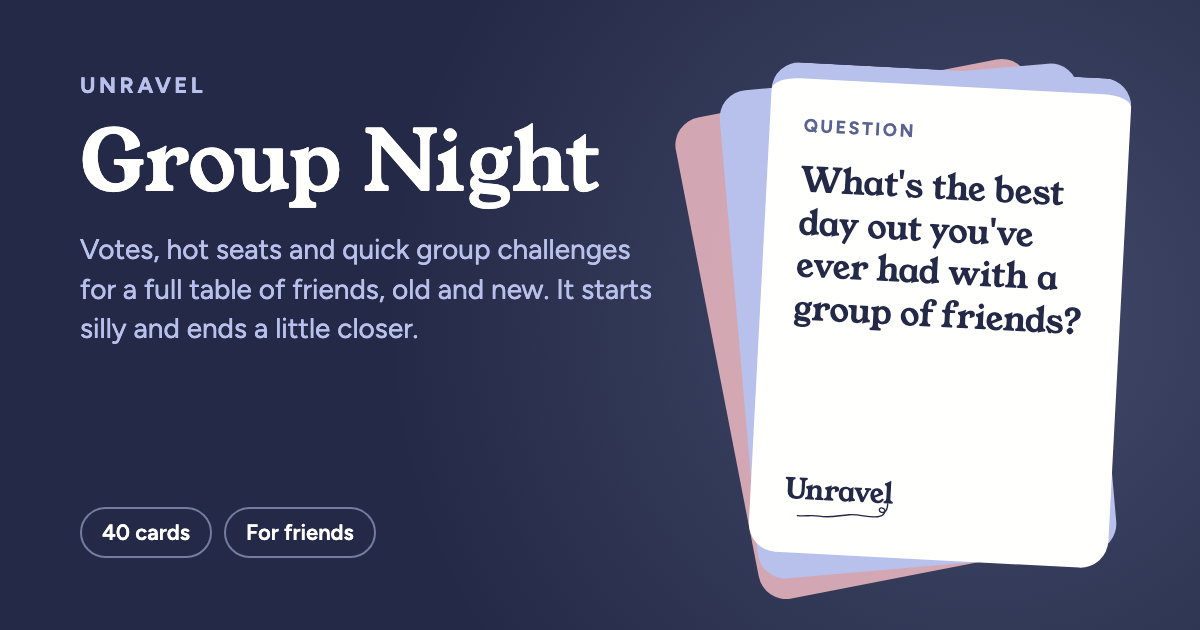 UNRAVEL
Group Night
Votes, hot seats and quick group challenges
for a full table of friends, old and new. It starts
silly and ends a little closer.
40 cards
For friends
QUESTION
What's the best
day out you've
ever had with a
group of friends?
Unravel